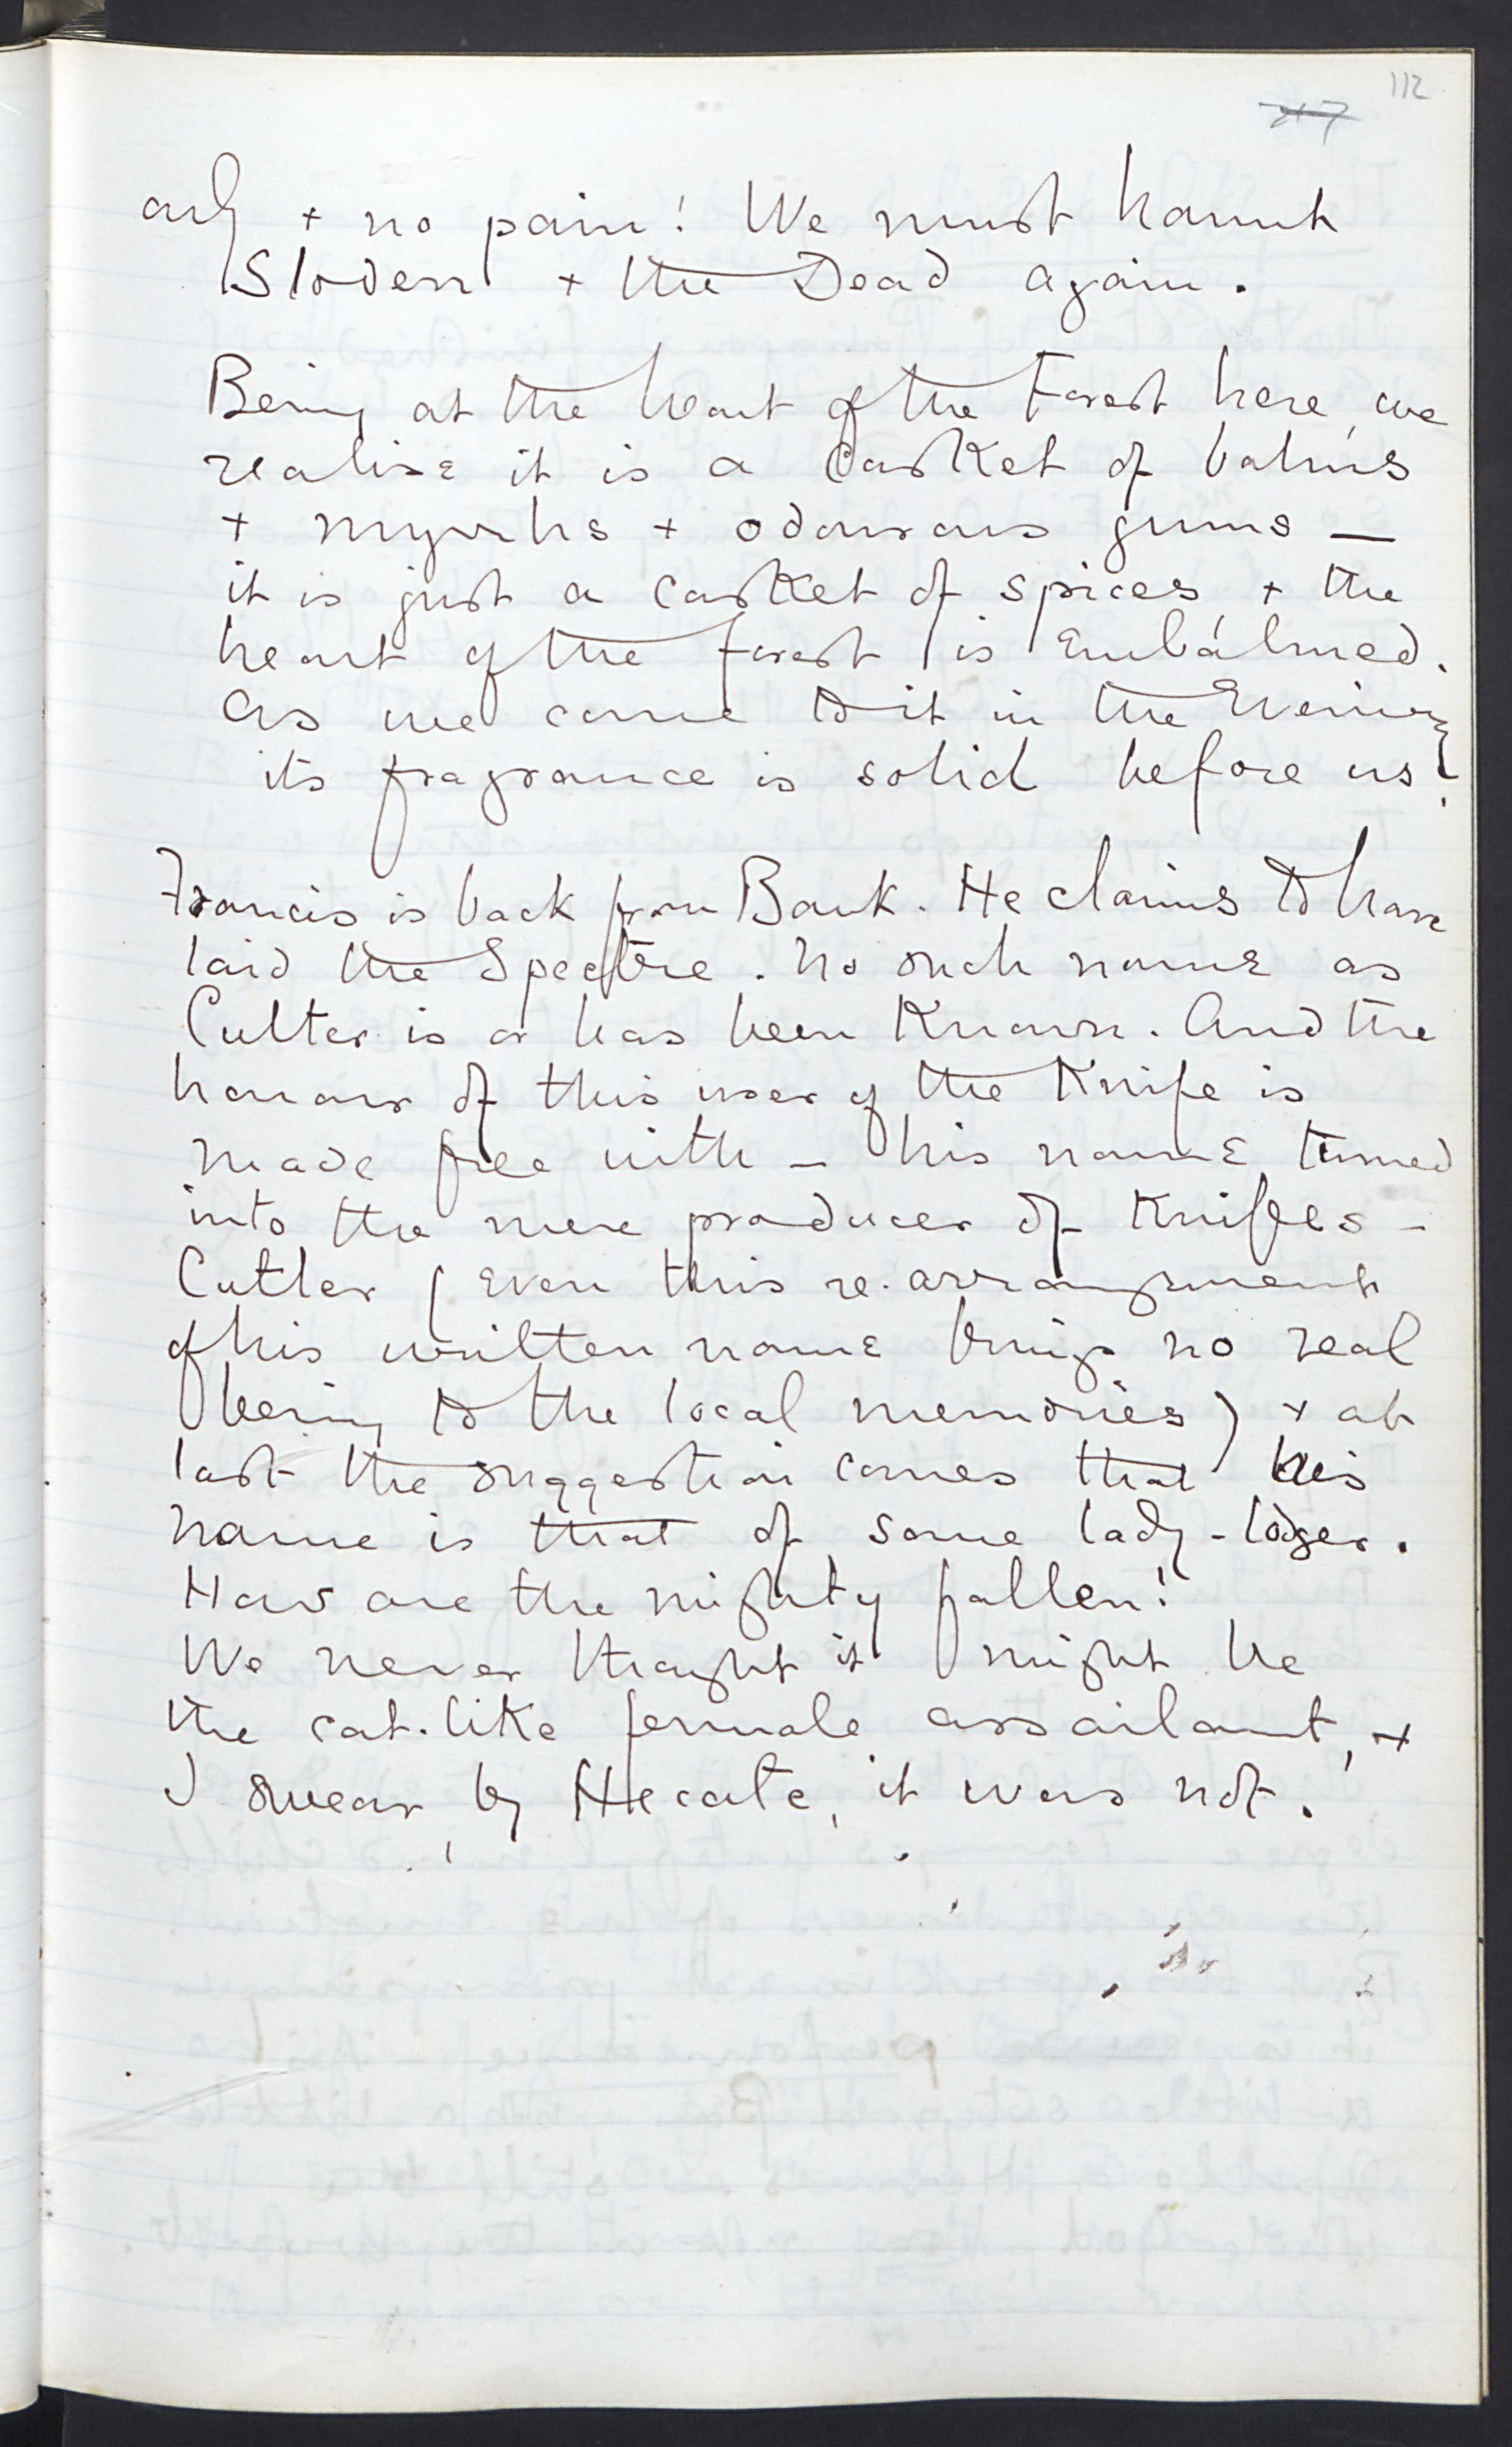 112
only + no pain! We must haunt
Sloden + the Dead again.
Being at the heart of the Forest here, we
realise it is a Casket of balms
+ myrrhs + odourous gums —
it is just a casket of spices, + the
heart of the forest is embálmed.
As we come to it in the Evening
its fragrance is solid before us!
Francis is back from Bank. He claims to have
laid the Spectre. No such name as
Culter is or has been Known. And the
honour of this user of the Knife is
made free with — his name turned
into the mere producer of Knifes —
Cutler (Even this re-arrangement
of his written name brings no real
being to the local memories) + at
last the suggestion comes that his
name is that of some lady-lodger.
How are the mighty fallen!
We never thought it might be
the cat-like female assailant, +
I swear, by Hecate, it was not!